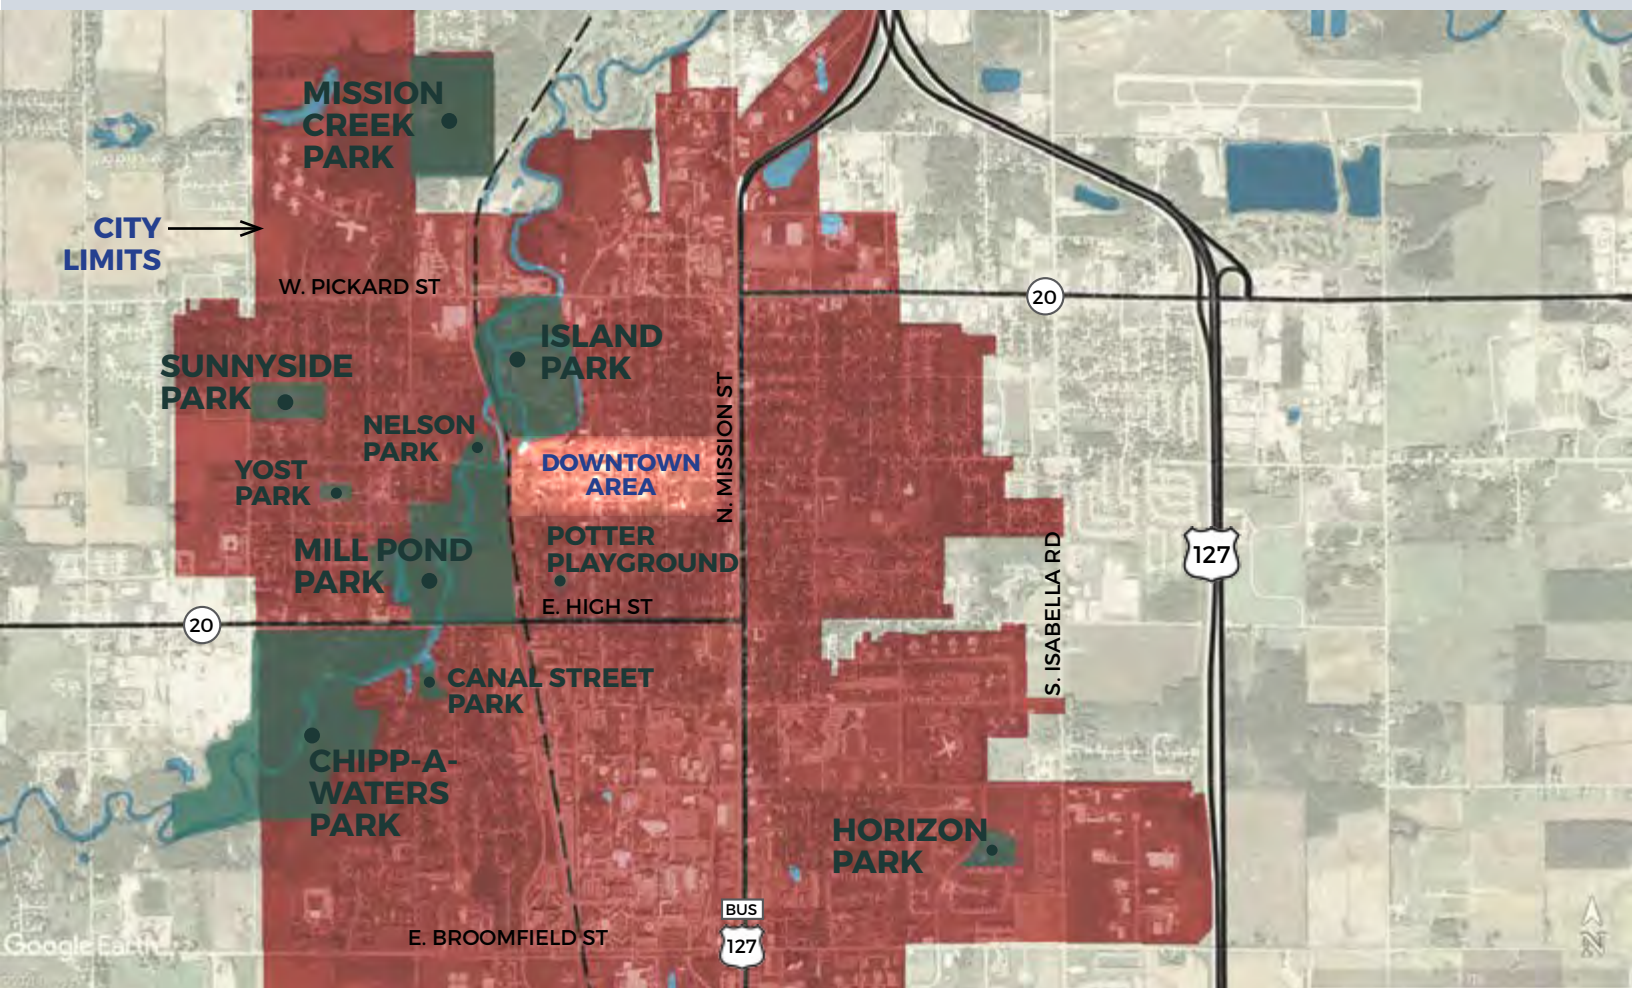 MISSION
CREEK
PARK
CITY
LIMITS
W. PICKARD ST
20
ISLAND
PARK
SUNNYSIDE
PARK
N. MISSION ST
NELSON
PARK
DOWNTOWN
AREA
YOST
PARK
POTTER
PLAYGROUND
MILL POND
PARK
127
S. ISABELLA RD
E. HIGH ST
20
CANAL STREET
PARK
CHIPP-A-
WATERS
PARK
HORIZON
PARK
BUS
127
E. BROOMFIELD ST
Google Earth
N